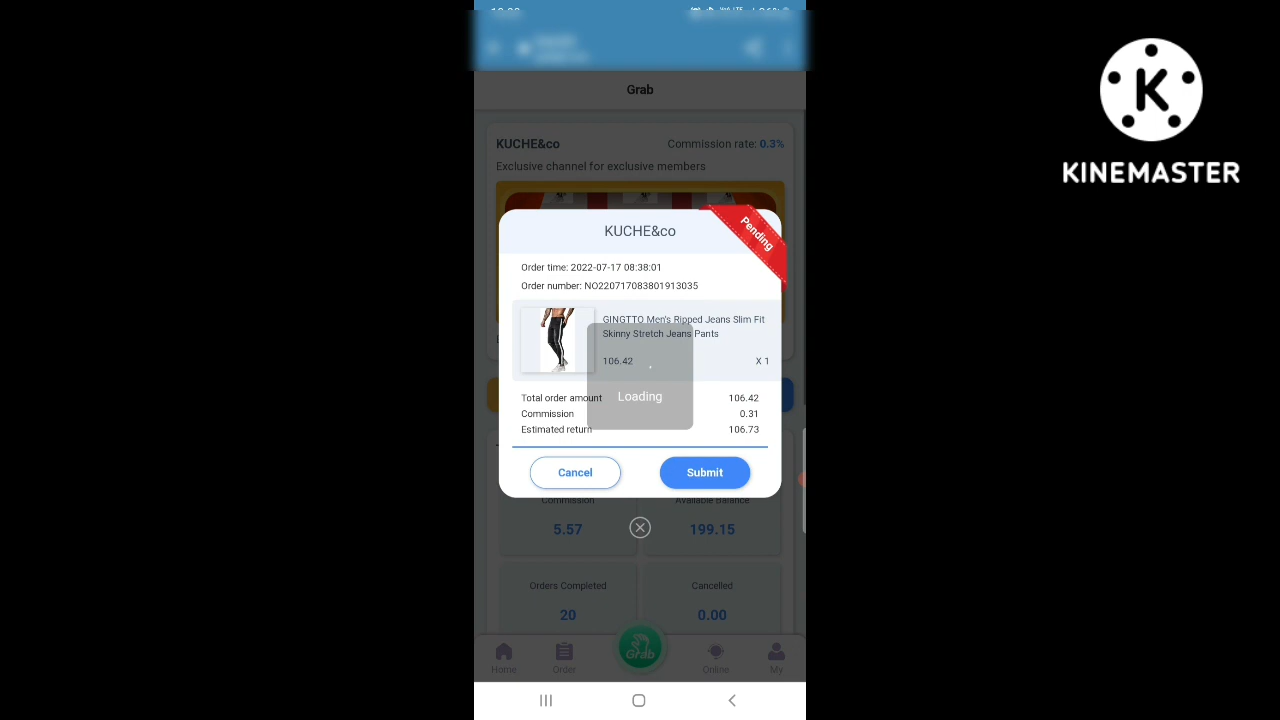 Grab
KUCHE&co
Commission rate: 0.3%
Exclusive channel for exclusive members
KINEMASTER
KUCHE&co
Pending
Order time: 2022-07-17 08:38:01
Order number: NO220717083801913035
GINGTTO Men's Ripped Jeans Slim Fit
Skinny Stretch Jeans Pants
106.42 X 1
Loading
Total order amount 106.42
Commission 0.31
Estimated return 106.73
Cancel Submit
Commission Available Balance
5.57 199.15
Orders Completed Cancelled
20 0.00
Home Order Grab Online My